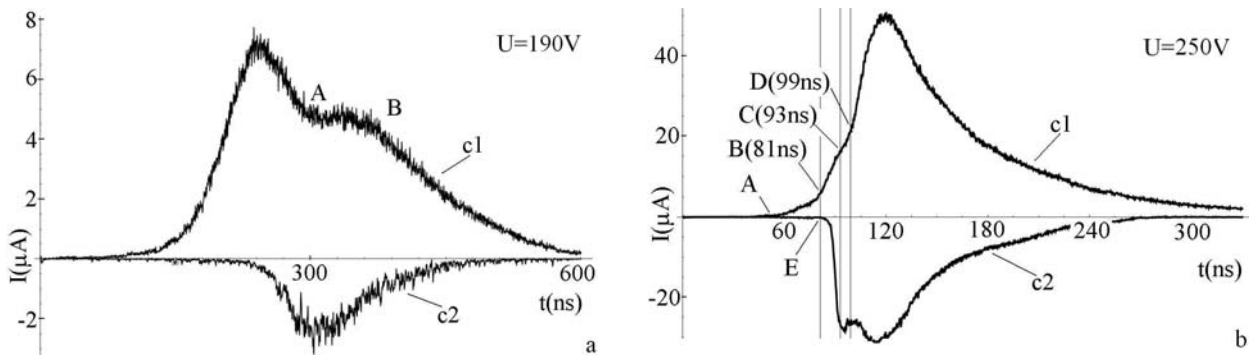 8
6
4
2
-2
I(μA)
U=190V
A
B
c1
c2
300
600
t(ns)
a
40
20
-20
I(μA)
U=250V
D(99ns)
C(93ns)
B(81ns)
A
E
c1
c2
60
120
180
240
300
t(ns)
b